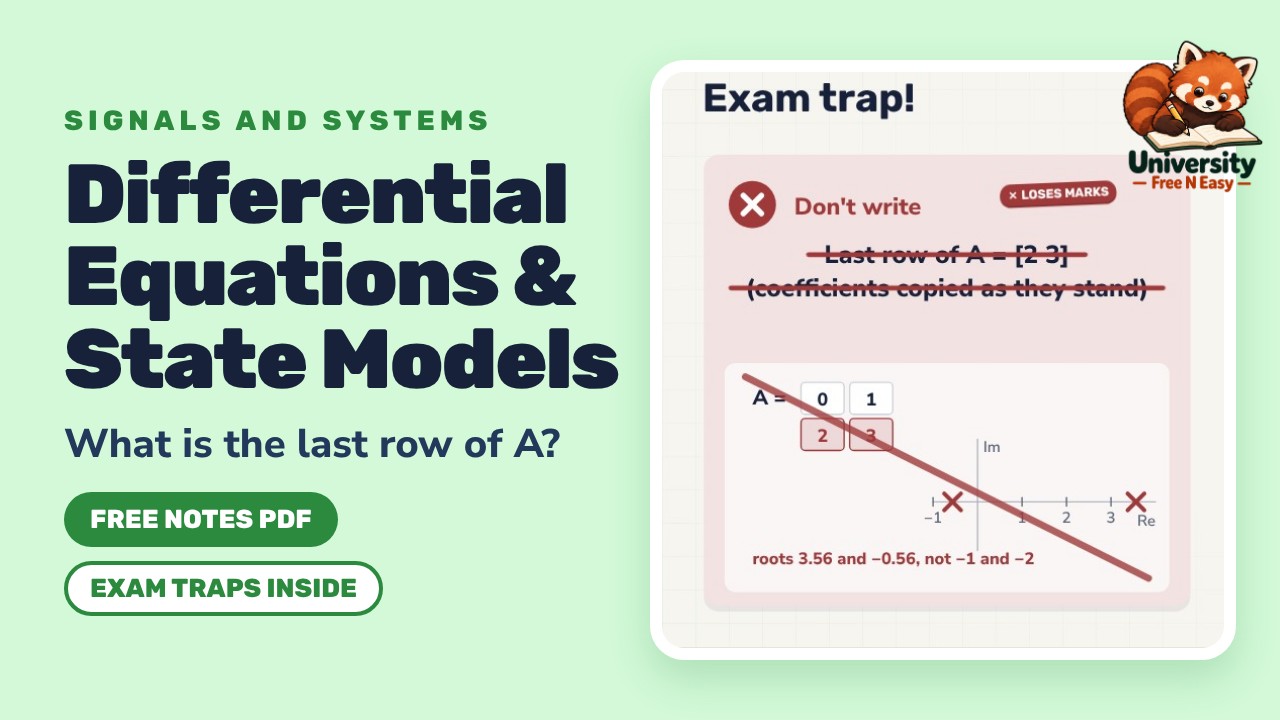 SIGNALS AND SYSTEMS
Differential
Equations &
State Models
What is the last row of A?
FREE NOTES PDF
EXAM TRAPS INSIDE
Exam trap!
University
Free N Easy
Don't write
× LOSES MARKS
Last row of A = [2 3]
(coefficients copied as they stand)
A =
0 1
2 3
Im
−1 1 2 3
Re
roots 3.56 and −0.56, not −1 and −2